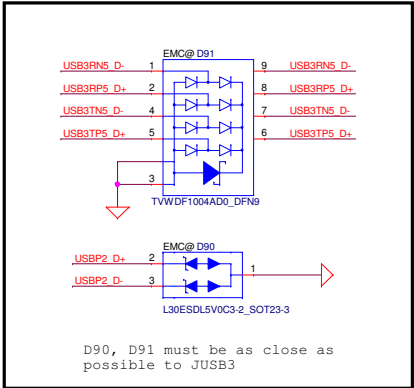 EMC@ D91
USB3RN5_D- 1 9 USB3RN5_D-
USB3RP5_D+ 2 8 USB3RP5_D+
USB3TN5_D- 4 7 USB3TN5_D-
USB3TP5_D+ 5 6 USB3TP5_D+
3
TVWDF1004AD0_DFN9
EMC@ D90
USBP2_D+ 2
1
USBP2_D- 3
L30ESDL5V0C3-2_SOT23-3
D90, D91 must be as close as
possible to JUSB3